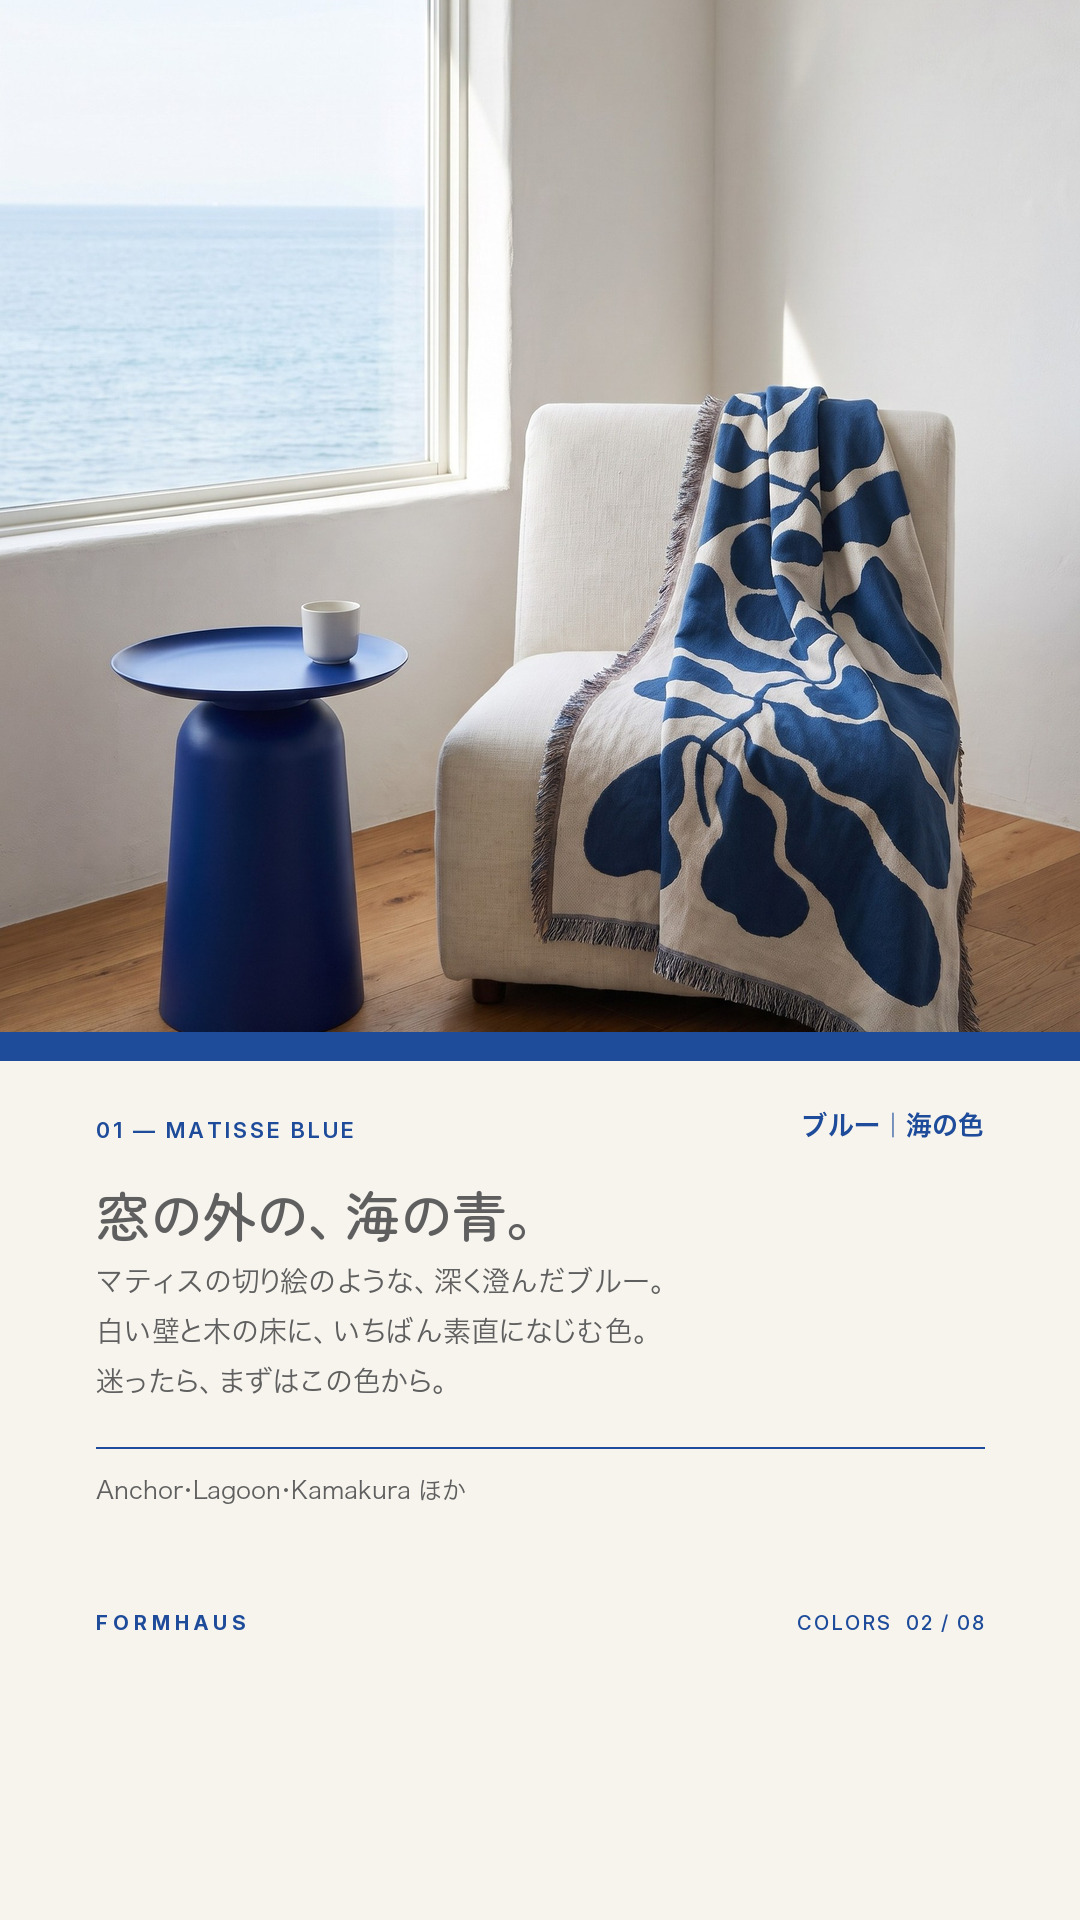 01 — MATISSE BLUE
ブルー｜海の色
窓の外の、海の青。
マティスの切り絵のような、深く澄んだブルー。
白い壁と木の床に、いちばん素直になじむ色。
迷ったら、まずはこの色から。
Anchor・Lagoon・Kamakura ほか
FORMHAUS
COLORS 02 / 08